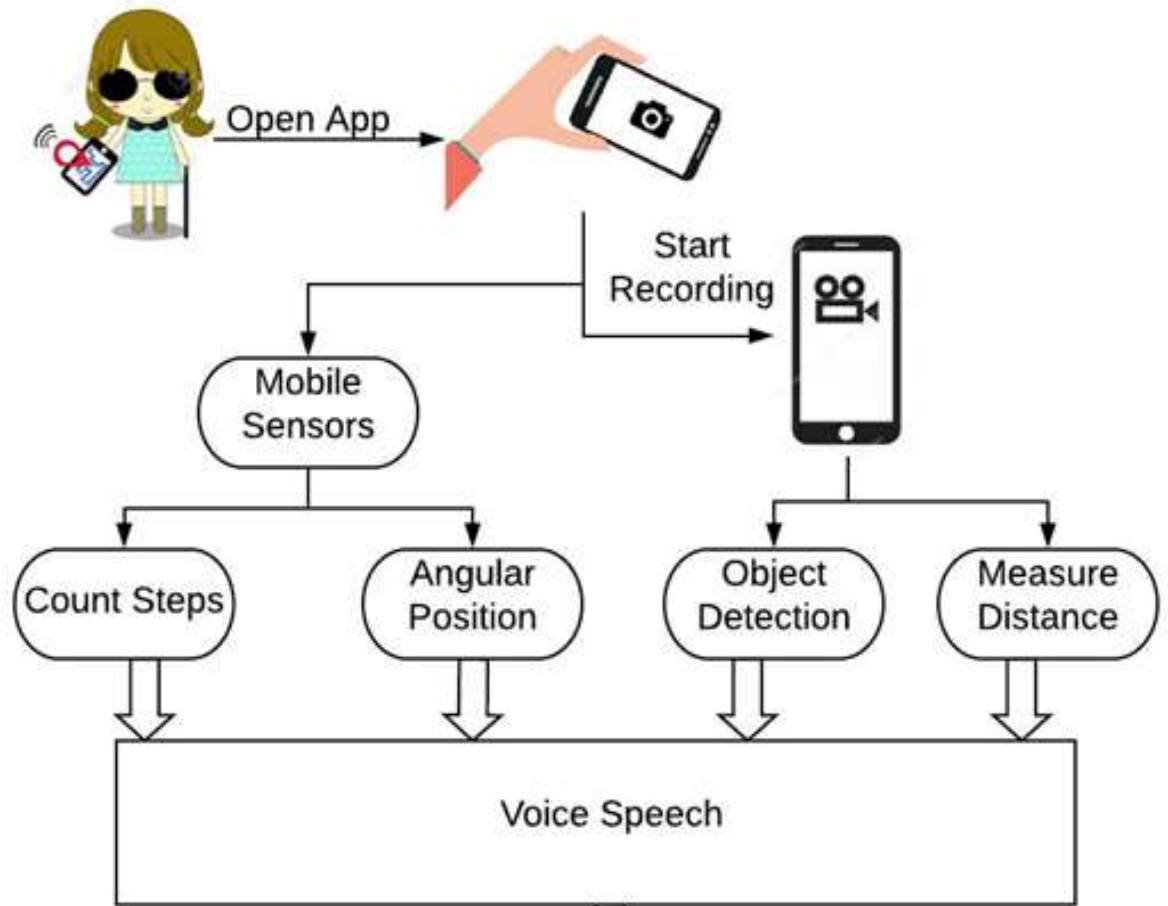 Open App
Start
Recording
Mobile
Sensors
Count Steps
Angular
Position
Object
Detection
Measure
Distance
Voice Speech